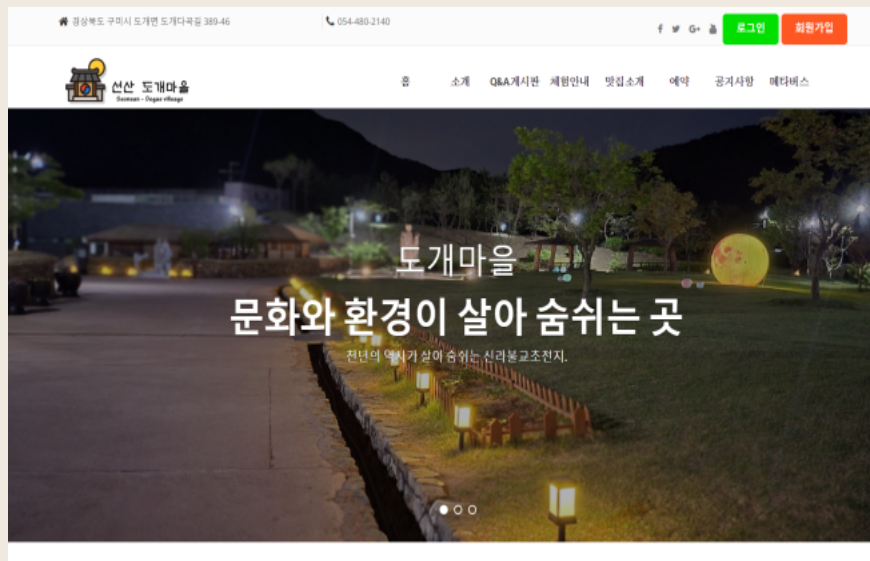 경상북도 구미시 도개면 도개다곡길 389-46
054-480-2140
G+
로그인
회원가입
선산 도개마을
홈 소개 Q&A게시판 체험안내 맛집소개 예약 공지사항 메타버스
도개마을
문화와 환경이 살아 숨쉬는 곳
천년의 역사가 살아 숨쉬는 신라불교초전지.